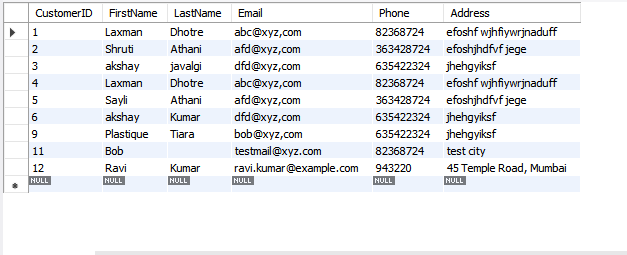 CustomerID FirstName LastName Email Phone Address
1 Laxman Dhotre abc@xyz,com 82368724 efoshf wjhfiywrjnaduff
2 Shruti Athani afd@xyz,com 363428724 efoshjhdfvf jege
3 akshay javalgi dfd@xyz,com 635422324 jhehgyiksf
4 Laxman Dhotre abc@xyz,com 82368724 efoshf wjhfiywrjnaduff
5 Sayli Athani afd@xyz,com 363428724 efoshjhdfvf jege
6 akshay Kumar dfd@xyz,com 635422324 jhehgyiksf
9 Plastique Tiara bob@xyz,com 635422324 jhehgyiksf
11 Bob testmail@xyz.com 82368724 test city
12 Ravi Kumar ravi.kumar@example.com 943220 45 Temple Road, Mumbai
NULL NULL NULL NULL NULL NULL